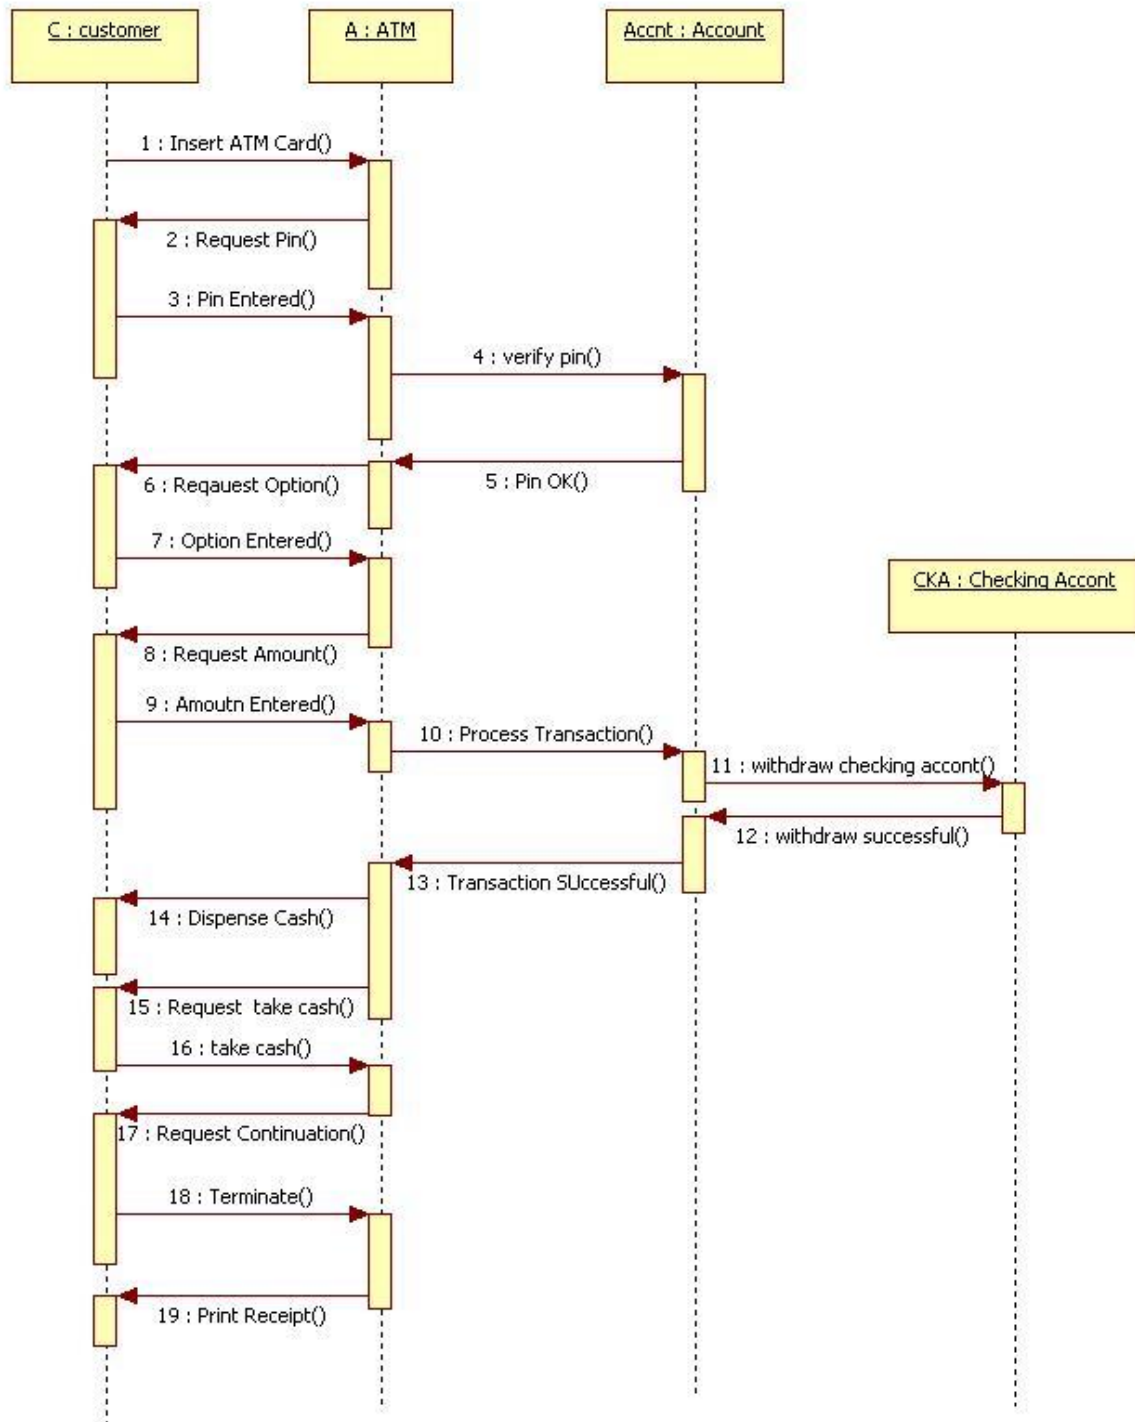 C : customer
A : ATM
Accnt : Account
1 : Insert ATM Card()
2 : Request Pin()
3 : Pin Entered()
4 : verify pin()
5 : Pin OK()
6 : Reqauest Option()
7 : Option Entered()
CKA : Checking Accont
8 : Request Amount()
9 : Amoutn Entered()
10 : Process Transaction()
11 : withdraw checking accont()
12 : withdraw successful()
13 : Transaction SUccessful()
14 : Dispense Cash()
15 : Request  take cash()
16 : take cash()
17 : Request Continuation()
18 : Terminate()
19 : Print Receipt()